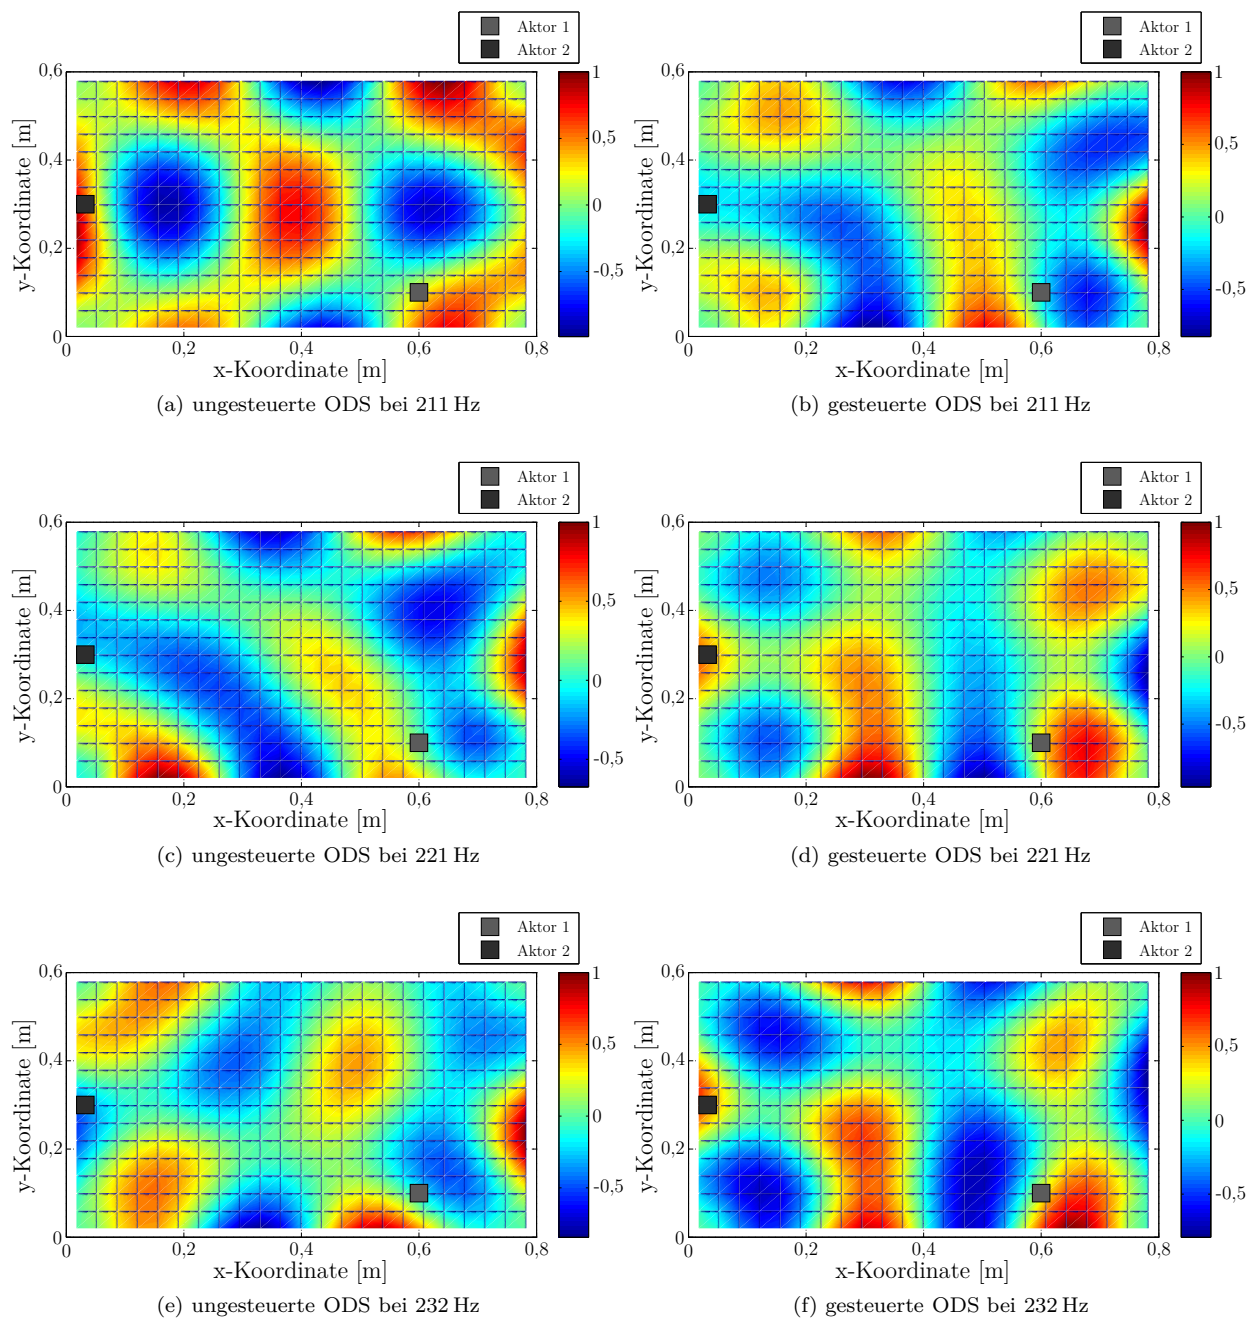 Aktor 1
Aktor 2
Aktor 1
Aktor 2
0,6
0,4
0,2
0
y-Koordinate [m]
0
0,2
0,4
0,6
0,8
x-Koordinate [m]
1
0,5
0
-0,5
(a) ungesteuerte ODS bei 211 Hz
0,6
0,4
0,2
0
y-Koordinate [m]
0
0,2
0,4
0,6
0,8
x-Koordinate [m]
1
0,5
0
-0,5
(b) gesteuerte ODS bei 211 Hz
Aktor 1
Aktor 2
Aktor 1
Aktor 2
0,6
0,4
0,2
0
y-Koordinate [m]
0
0,2
0,4
0,6
0,8
x-Koordinate [m]
1
0,5
0
-0,5
(c) ungesteuerte ODS bei 221 Hz
0,6
0,4
0,2
0
y-Koordinate [m]
0
0,2
0,4
0,6
0,8
x-Koordinate [m]
1
0,5
0
-0,5
(d) gesteuerte ODS bei 221 Hz
Aktor 1
Aktor 2
Aktor 1
Aktor 2
0,6
0,4
0,2
0
y-Koordinate [m]
0
0,2
0,4
0,6
0,8
x-Koordinate [m]
1
0,5
0
-0,5
(e) ungesteuerte ODS bei 232 Hz
0,6
0,4
0,2
0
y-Koordinate [m]
0
0,2
0,4
0,6
0,8
x-Koordinate [m]
1
0,5
0
-0,5
(f) gesteuerte ODS bei 232 Hz